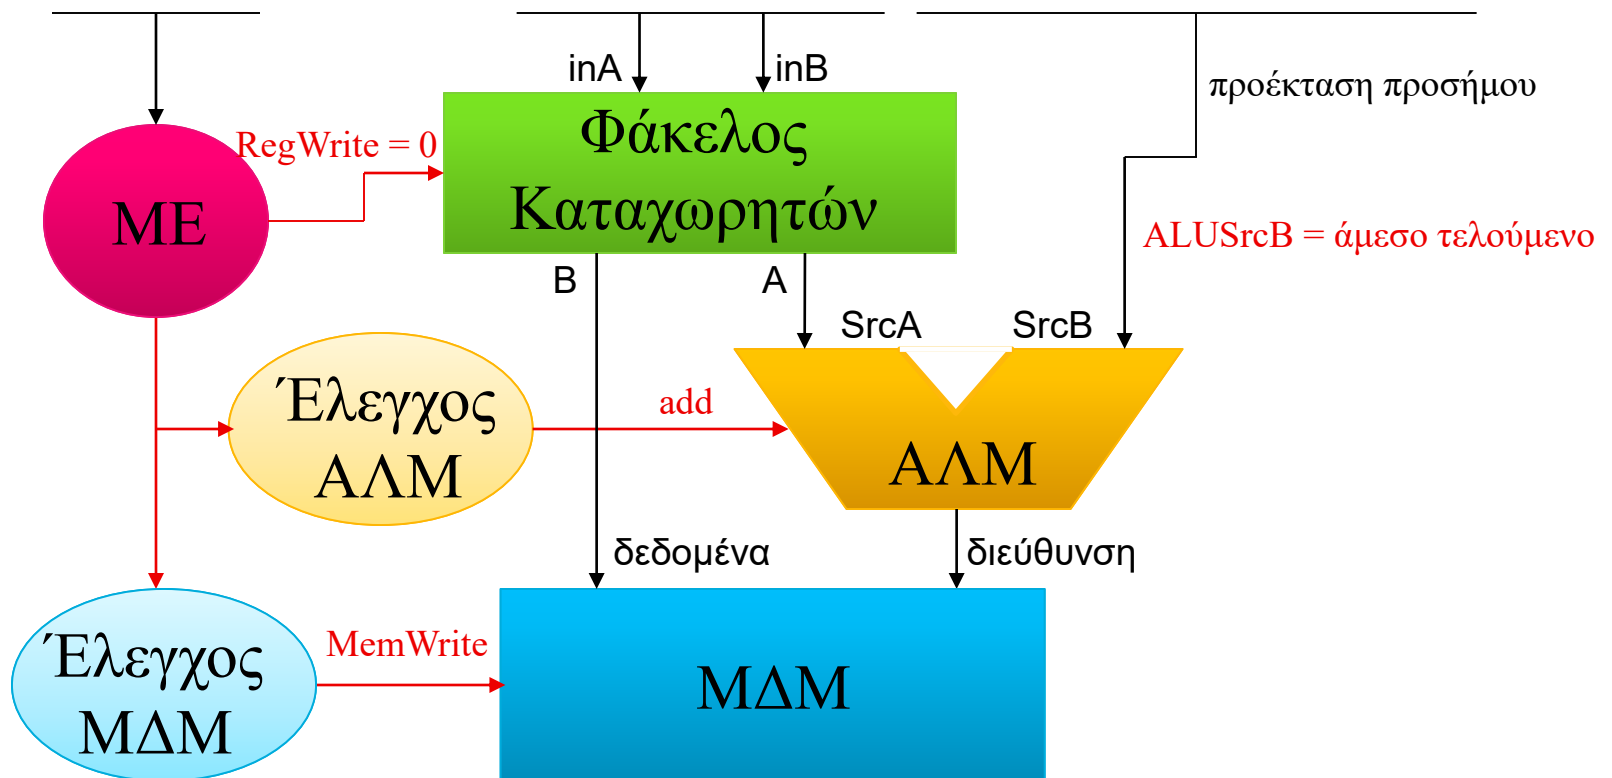 inA
inB
προέκταση προσήμου
RegWrite = 0
Φάκελος
Καταχωρητών
ΜΕ
ALUSrcB = άμεσο τελούμενο
B
A
SrcA
SrcB
Έλεγχος
ΑΛΜ
add
ΑΛΜ
δεδομένα
διεύθυνση
Έλεγχος
ΜΔΜ
MemWrite
ΜΔΜ